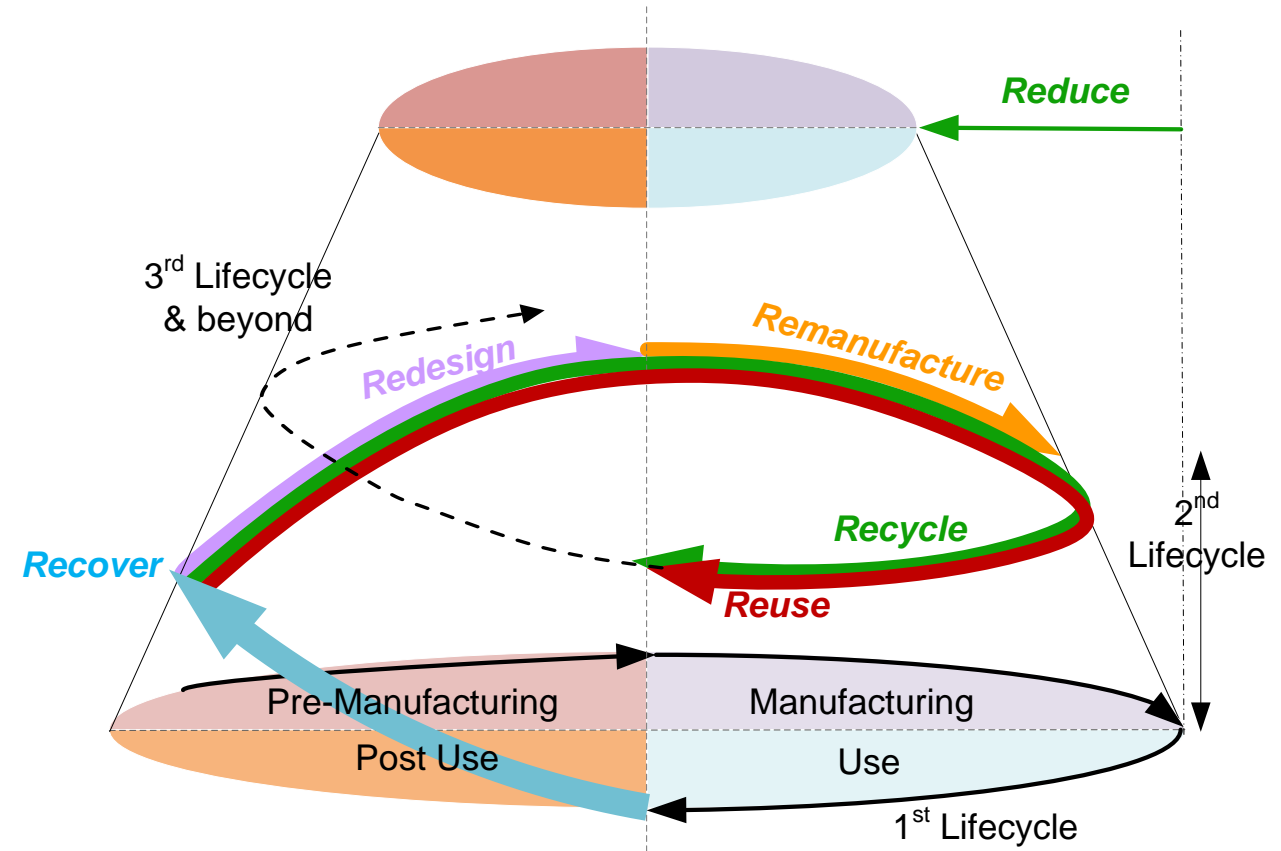 Reduce
3rd Lifecycle
& beyond
Redesign
Remanufacture
Recover
Recycle
2nd
Lifecycle
Reuse
Pre-Manufacturing
Manufacturing
Post Use
Use
1st Lifecycle